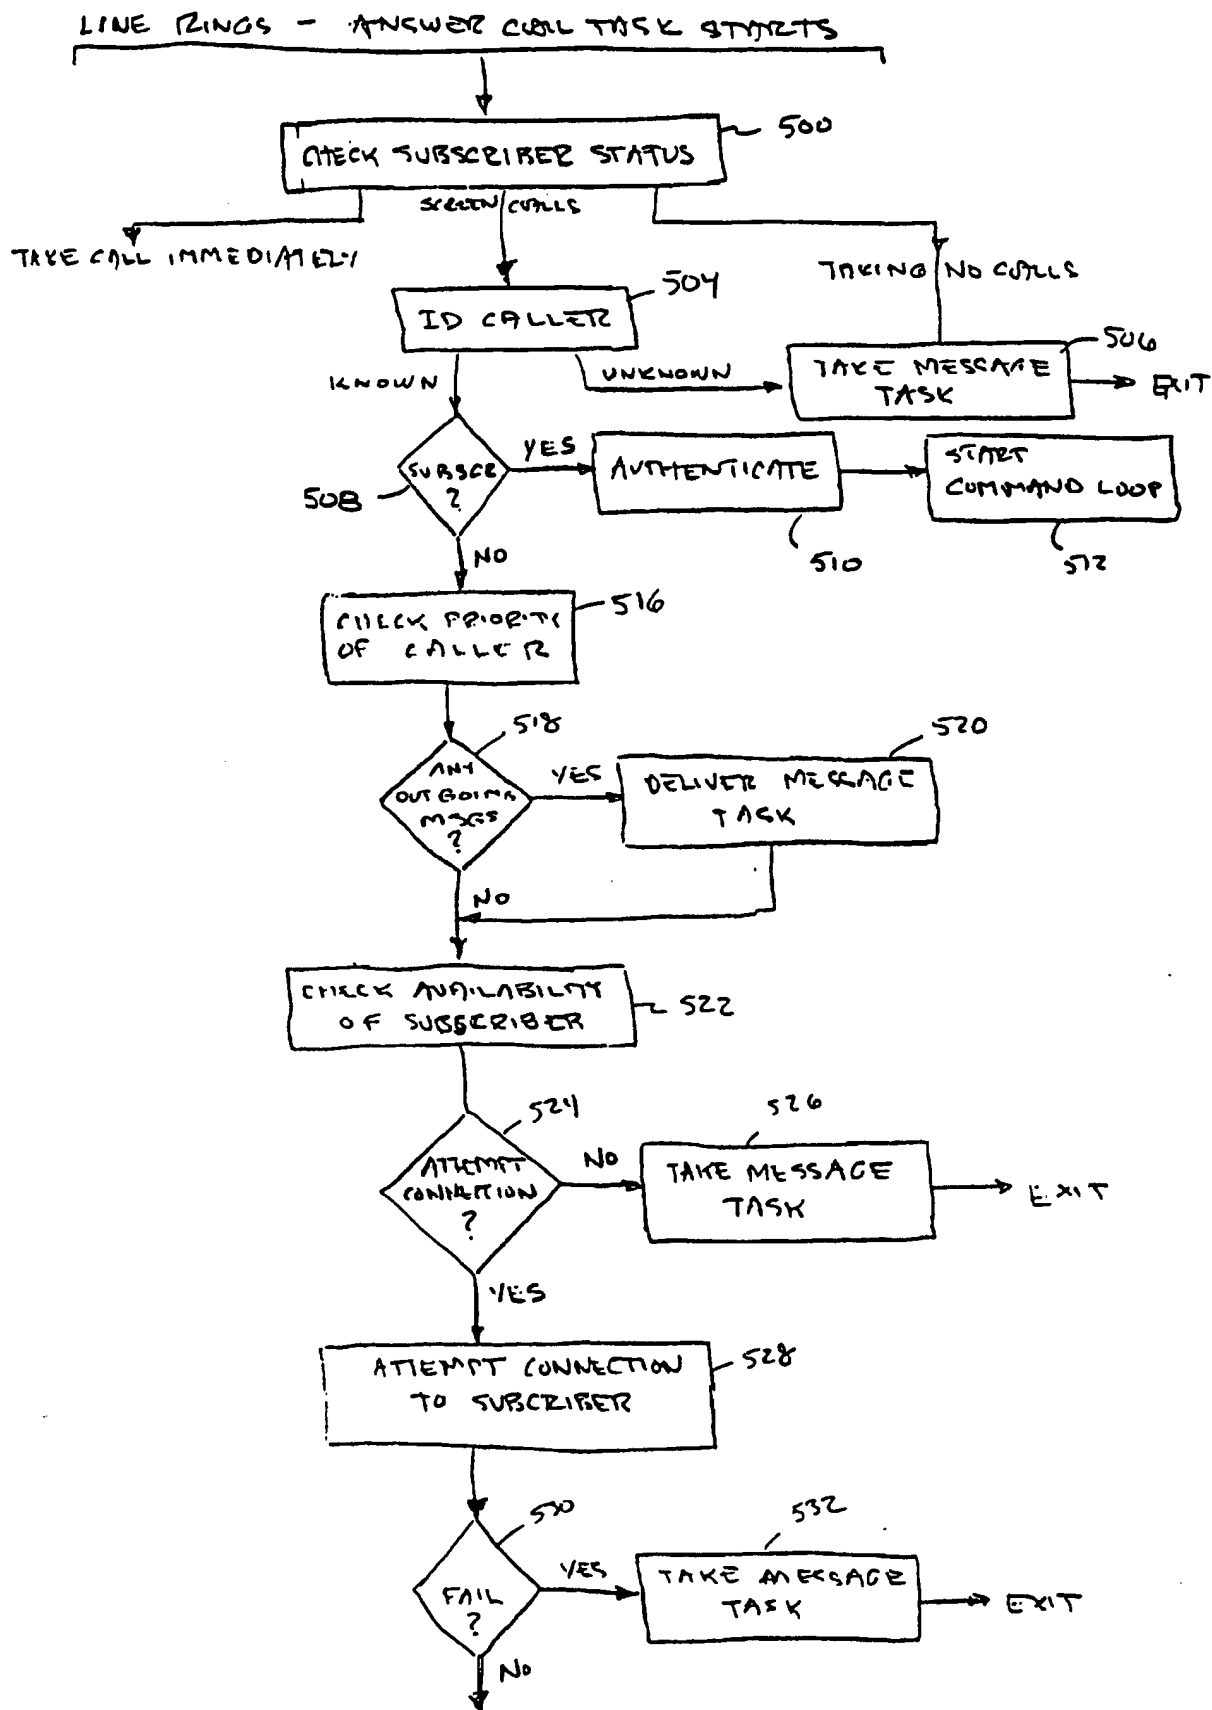 LINE RINGS - ANSWER CALL TASK STARTS
500
CHECK SUBSCRIBER STATUS
SCREEN CALLS
TAKE CALL IMMEDIATELY
TAKING NO CALLS
504
ID CALLER
506
KNOWN
UNKNOWN
TAKE MESSAGE
TASK
EXIT
SUBSCR
?
508
YES
AUTHENTICATE
START
COMMAND LOOP
510
512
NO
516
CHECK PRIORITY
OF CALLER
518
520
ANY
OUTGOING
MSGS
?
YES
DELIVER MESSAGE
TASK
NO
CHECK AVAILABILITY
OF SUBSCRIBER
522
524
526
ATTEMPT
CONNECTION
?
NO
TAKE MESSAGE
TASK
EXIT
YES
528
ATTEMPT CONNECTION
TO SUBCRIBER
530
532
FAIL
?
YES
TAKE MESSAGE
TASK
EXIT
NO